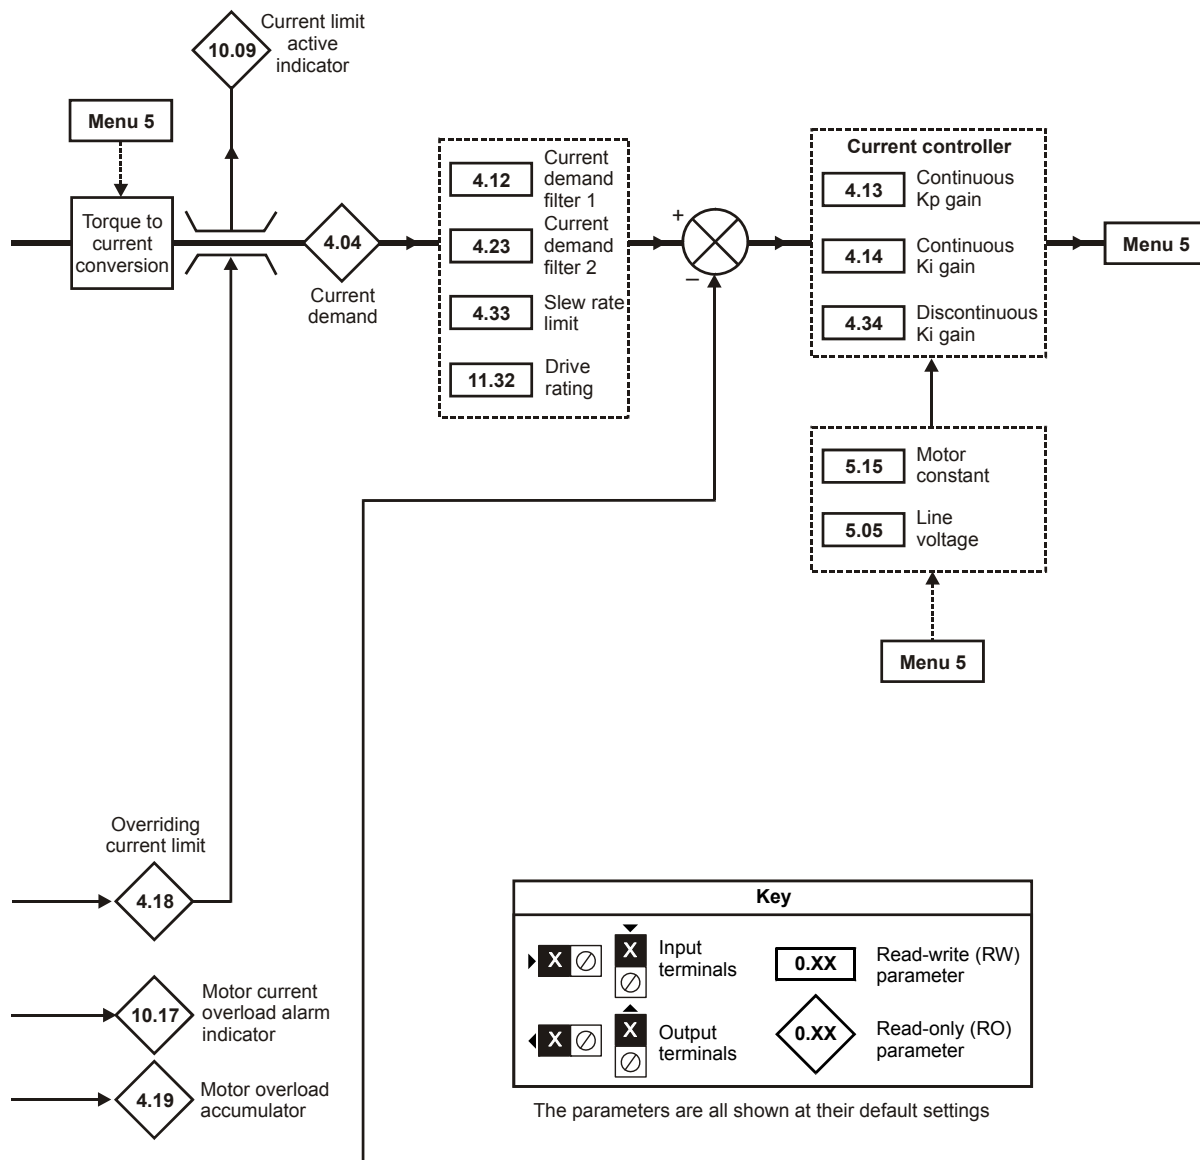 10.09
Current limit
active
indicator
Menu 5
Torque to
current
conversion
4.04
Current
demand
4.12
Current
demand
filter 1
4.23
Current
demand
filter 2
4.33
Slew rate
limit
11.32
Drive
rating
+
–
Current controller
4.13
Continuous
Kp gain
4.14
Continuous
Ki gain
4.34
Discontinuous
Ki gain
Menu 5
5.15
Motor
constant
5.05
Line
voltage
Menu 5
Overriding
current limit
4.18
10.17
Motor current
overload alarm
indicator
4.19
Motor overload
accumulator
Key
X
X
Input
terminals
0.XX
Read-write (RW)
parameter
X
X
Output
terminals
0.XX
Read-only (RO)
parameter
The parameters are all shown at their default settings